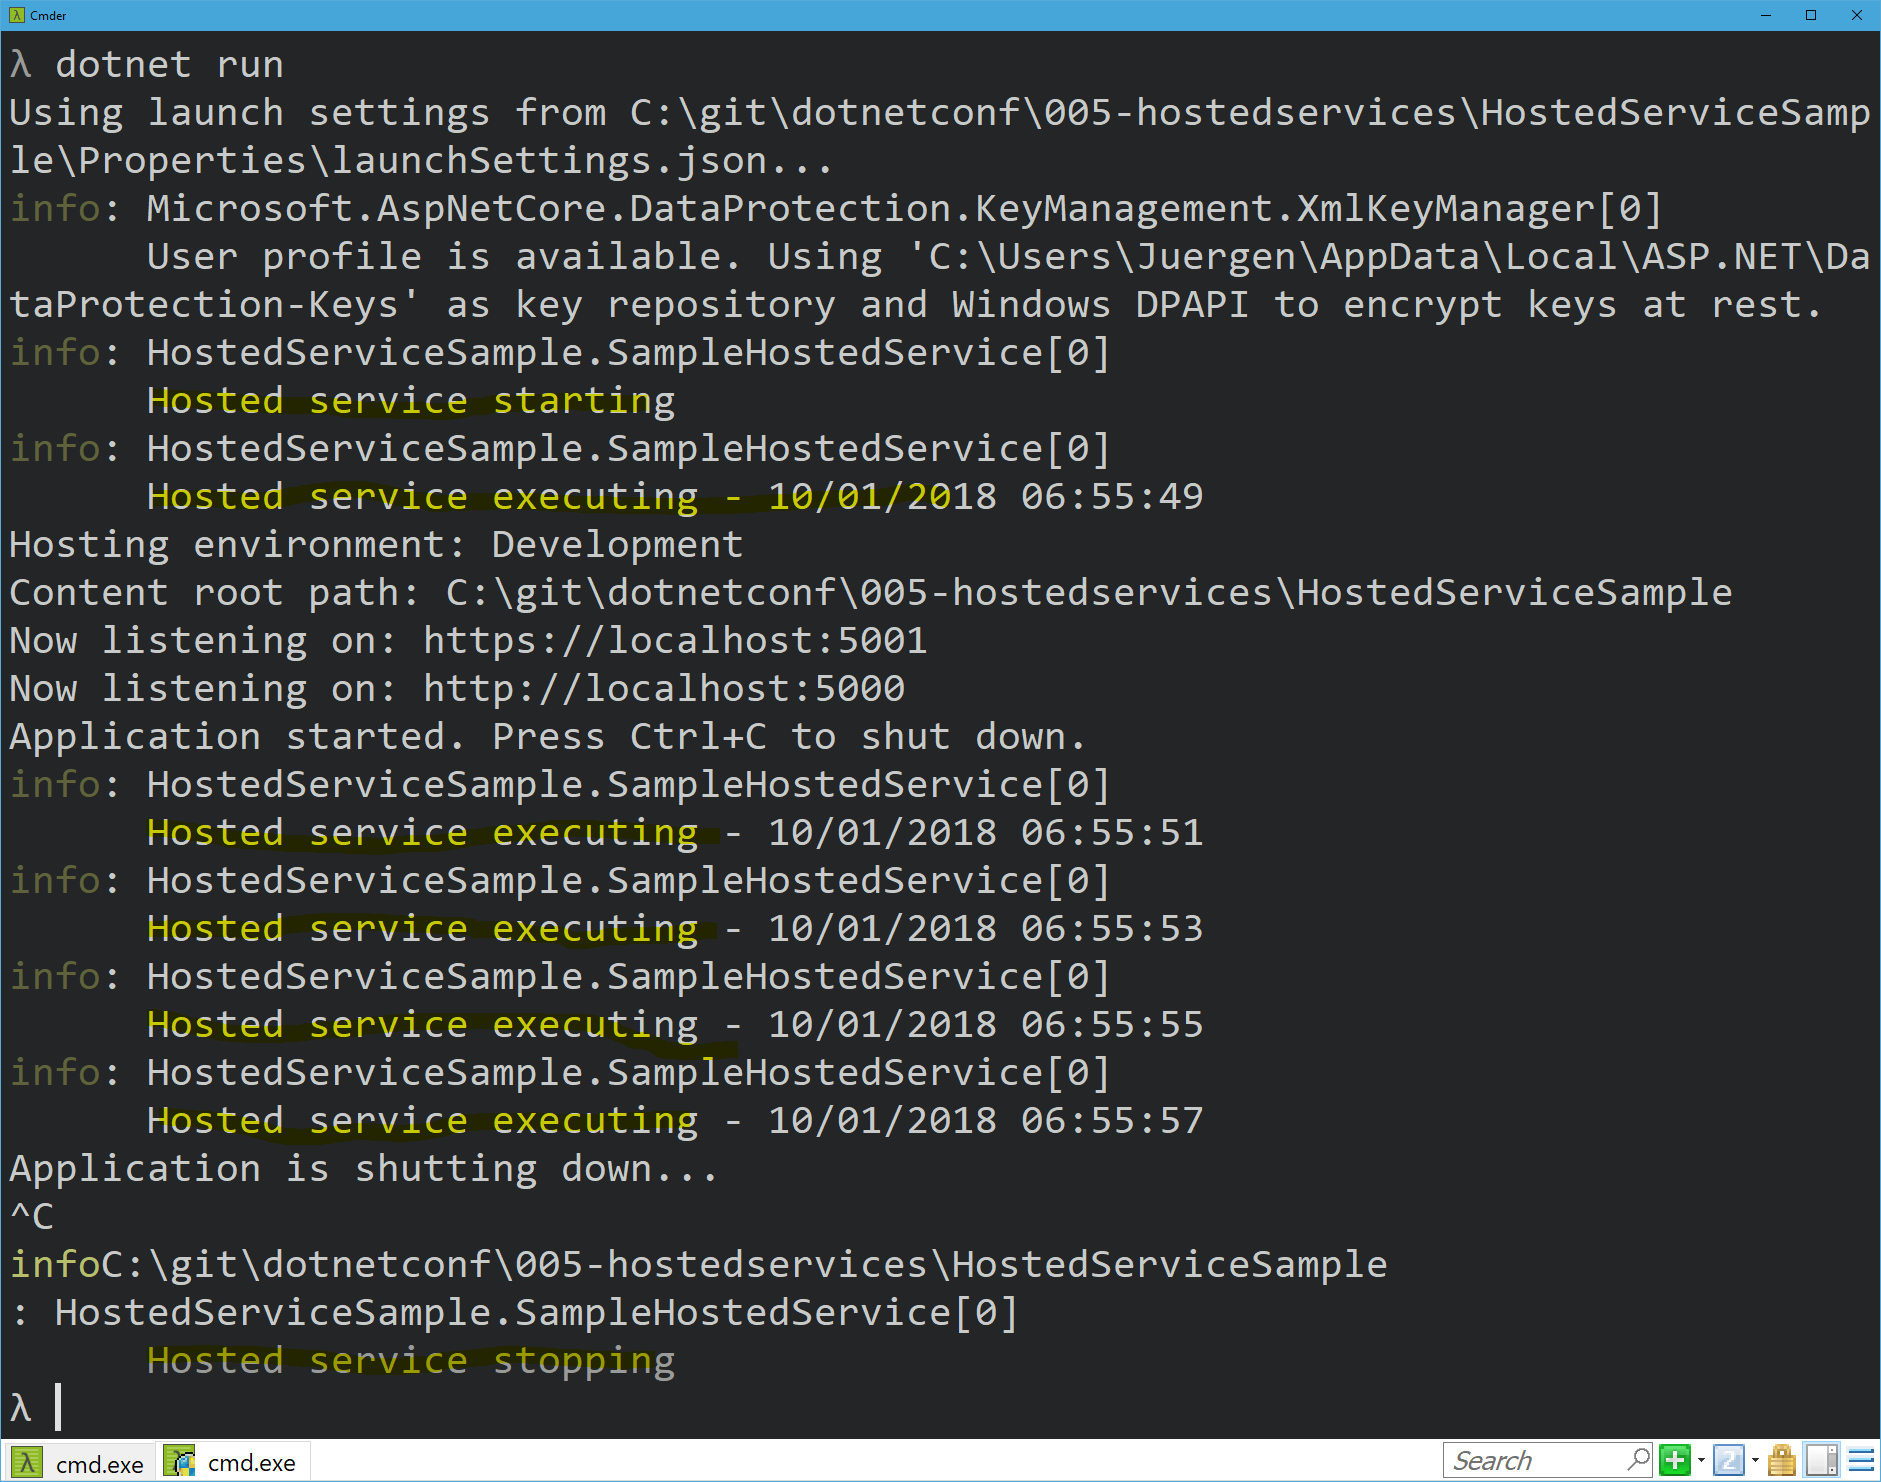 Cmder
λ dotnet run
Using launch settings from C:\git\dotnetconf\005-hostedservices\HostedServiceSamp
le\Properties\launchSettings.json...
info: Microsoft.AspNetCore.DataProtection.KeyManagement.XmlKeyManager[0]
      User profile is available. Using 'C:\Users\Juergen\AppData\Local\ASP.NET\Da
taProtection-Keys' as key repository and Windows DPAPI to encrypt keys at rest.
info: HostedServiceSample.SampleHostedService[0]
      Hosted service starting
info: HostedServiceSample.SampleHostedService[0]
      Hosted service executing - 10/01/2018 06:55:49
Hosting environment: Development
Content root path: C:\git\dotnetconf\005-hostedservices\HostedServiceSample
Now listening on: https://localhost:5001
Now listening on: http://localhost:5000
Application started. Press Ctrl+C to shut down.
info: HostedServiceSample.SampleHostedService[0]
      Hosted service executing - 10/01/2018 06:55:51
info: HostedServiceSample.SampleHostedService[0]
      Hosted service executing - 10/01/2018 06:55:53
info: HostedServiceSample.SampleHostedService[0]
      Hosted service executing - 10/01/2018 06:55:55
info: HostedServiceSample.SampleHostedService[0]
      Hosted service executing - 10/01/2018 06:55:57
Application is shutting down...
^C
infoC:\git\dotnetconf\005-hostedservices\HostedServiceSample
: HostedServiceSample.SampleHostedService[0]
      Hosted service stopping
λ
cmd.exe cmd.exe Search 2